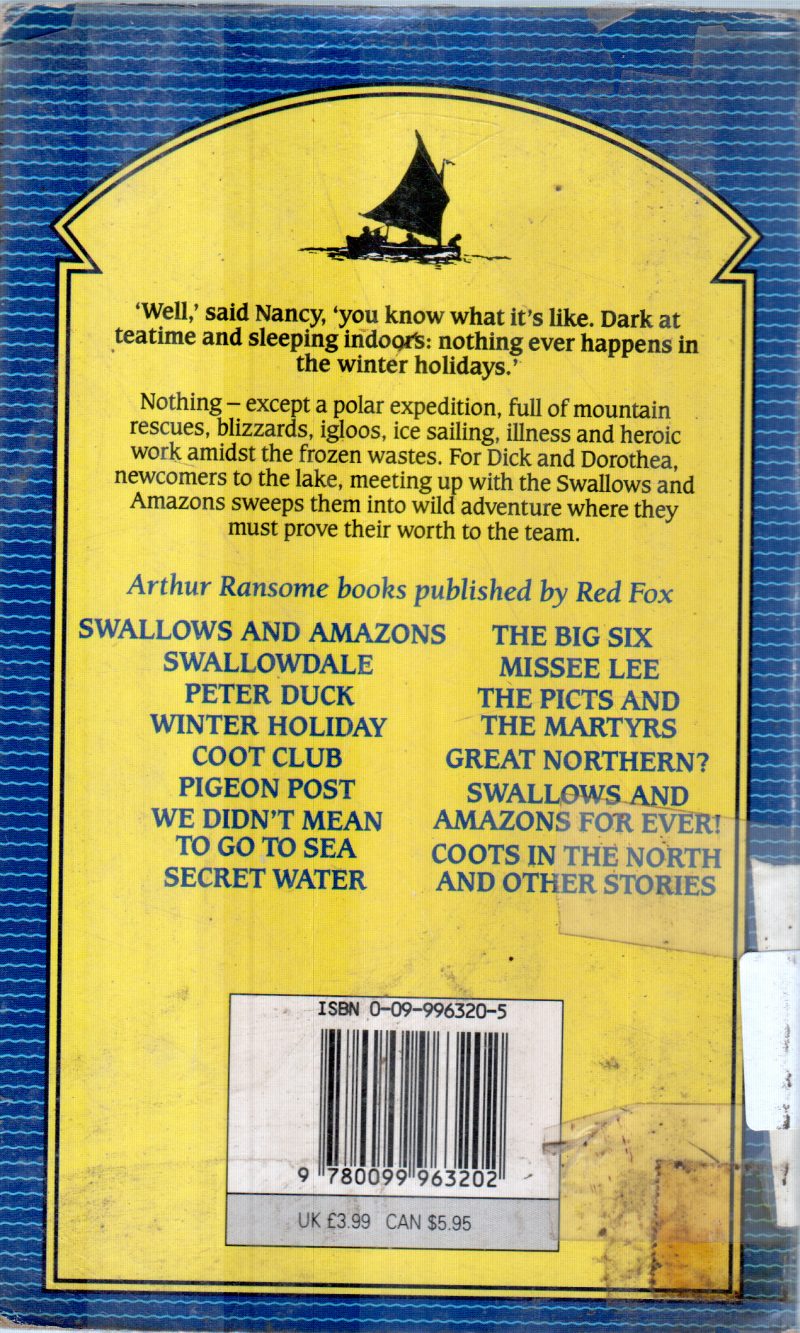 'Well,' said Nancy, 'you know what it's like. Dark at
teatime and sleeping indoors: nothing ever happens in
the winter holidays.'
Nothing – except a polar expedition, full of mountain
rescues, blizzards, igloos, ice sailing, illness and heroic
work amidst the frozen wastes. For Dick and Dorothea,
newcomers to the lake, meeting up with the Swallows and
Amazons sweeps them into wild adventure where they
must prove their worth to the team.
Arthur Ransome books published by Red Fox
SWALLOWS AND AMAZONS
SWALLOWDALE
PETER DUCK
WINTER HOLIDAY
COOT CLUB
PIGEON POST
WE DIDN'T MEAN
TO GO TO SEA
SECRET WATER
THE BIG SIX
MISSEE LEE
THE PICTS AND
THE MARTYRS
GREAT NORTHERN?
SWALLOWS AND
AMAZONS FOR EVER!
COOTS IN THE NORTH
AND OTHER STORIES
ISBN 0-09-996320-5
9 780099 963202
UK £3.99 CAN $5.95